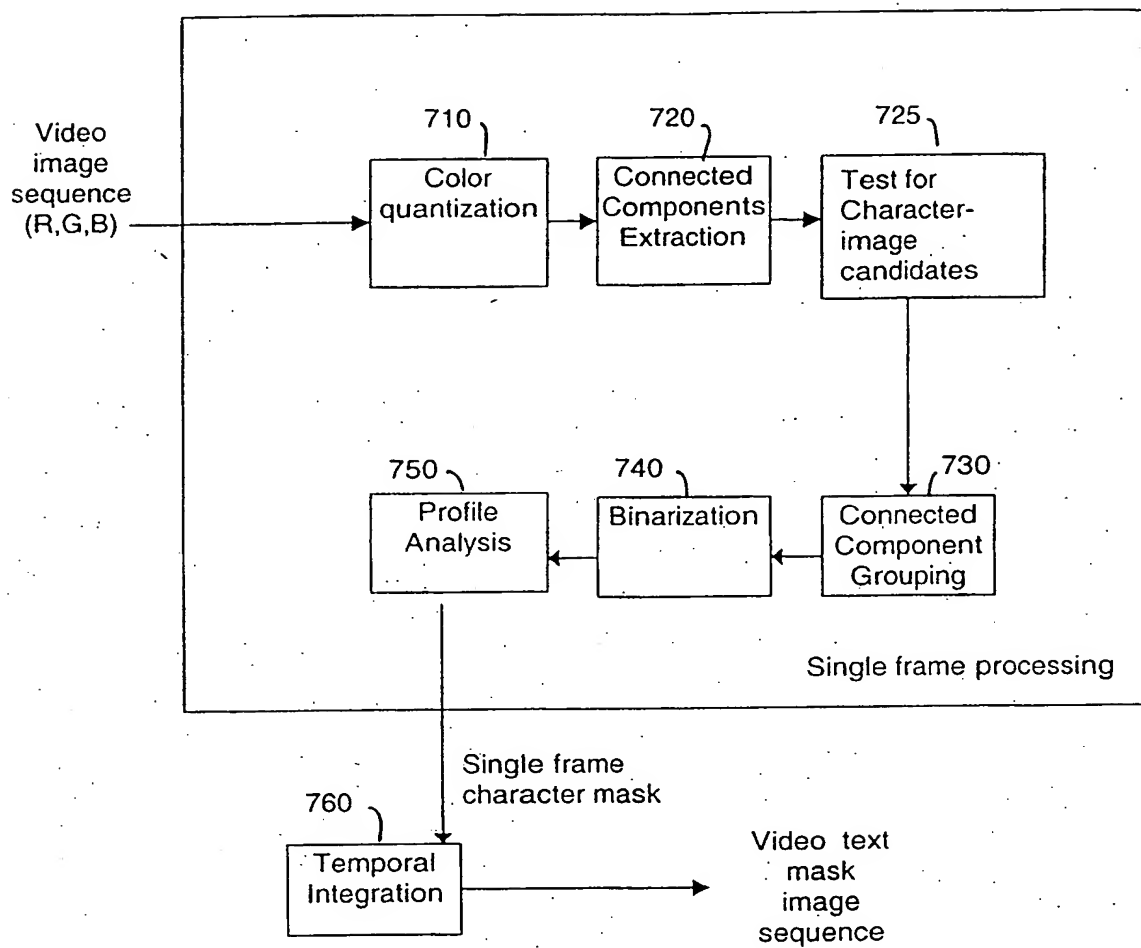 Video
image
sequence
(R,G,B)
710
Color
quantization
720
Connected
Components
Extraction
725
Test for
Character-
image
candidates
730
Connected
Component
Grouping
740
Binarization
750
Profile
Analysis
Single frame processing
Single frame
character mask
760
Temporal
Integration
Video text
mask
image
sequence